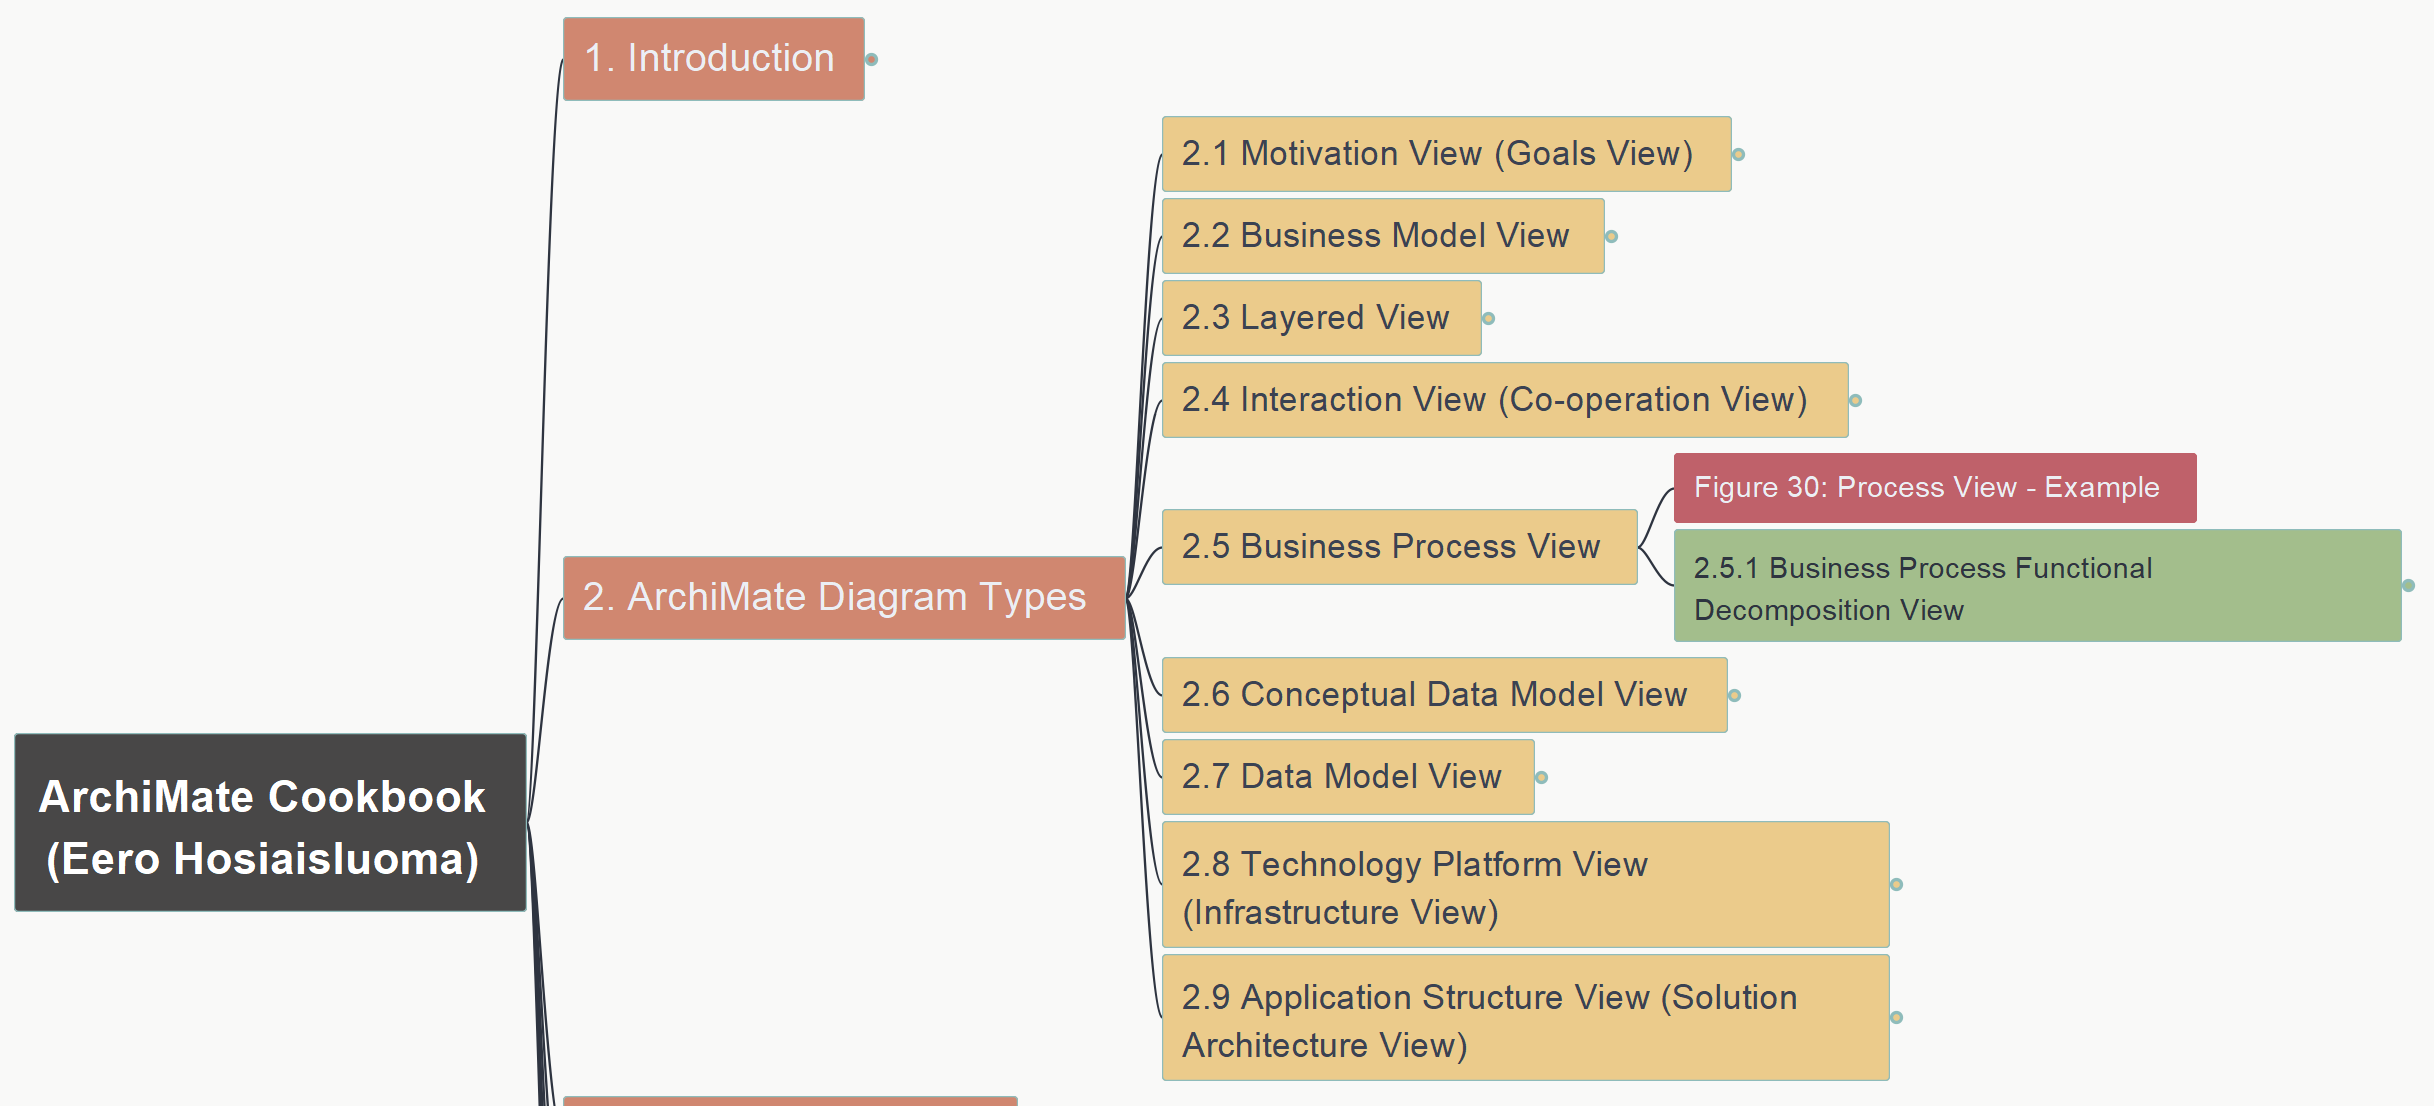 1. Introduction
2.1 Motivation View (Goals View)
2.2 Business Model View
2.3 Layered View
2.4 Interaction View (Co-operation View)
Figure 30: Process View - Example
2.5 Business Process View
2.5.1 Business Process Functional
Decomposition View
2. ArchiMate Diagram Types
2.6 Conceptual Data Model View
2.7 Data Model View
ArchiMate Cookbook
(Eero Hosiaisluoma)
2.8 Technology Platform View
(Infrastructure View)
2.9 Application Structure View (Solution
Architecture View)